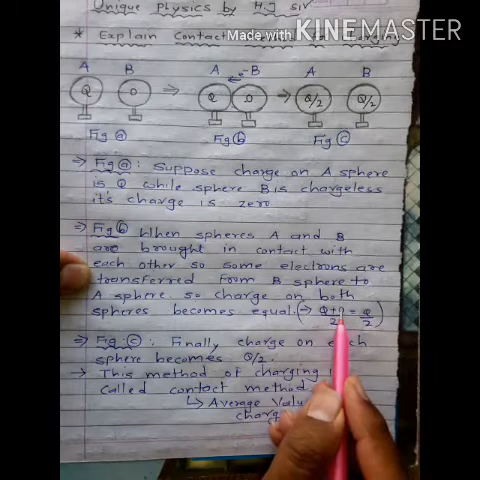 Unique Physics by H.J Sir
* Explain Contact
Made with KINEMASTER
A B A e- B A B
Q O ⇒ Q O ⇒ Q/2 Q/2
Fig ⓐ Fig ⓑ Fig ⓒ
⇒ Fig ⓐ: Suppose charge on A sphere
is Q while sphere B is chargeless
it's charge is zero
⇒ Fig ⓑ When spheres A and B
are brought in contact with
each other so some electrons are
transferred from B sphere to
A sphere so charge on both
spheres becomes equal. (⇒ Q+0/2 = Q/2)
⇒ Fig ⓒ: Finally charge on each
sphere becomes Q/2.
→ This method of charging
Called contact method
↳ Average Valu
charg